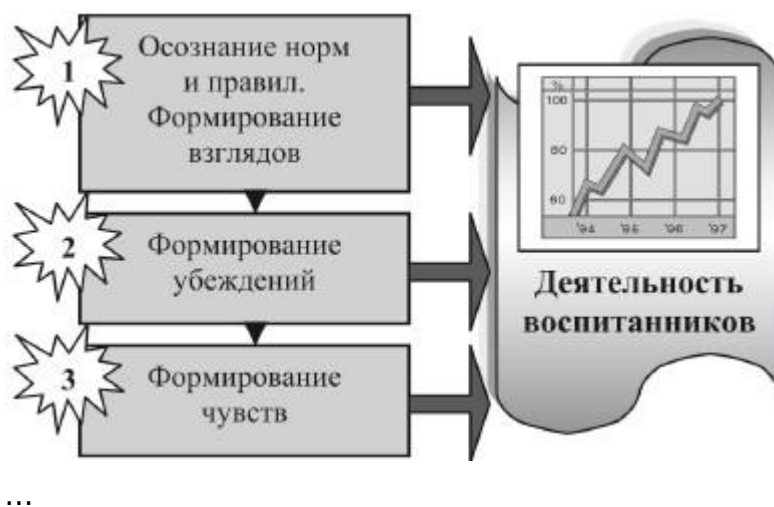 1
Осознание норм
и правил.
Формирование
взглядов
2
Формирование
убеждений
3
Формирование
чувств
%
100
80
60
'94
'95
'96
'97
Деятельность
воспитанников
...